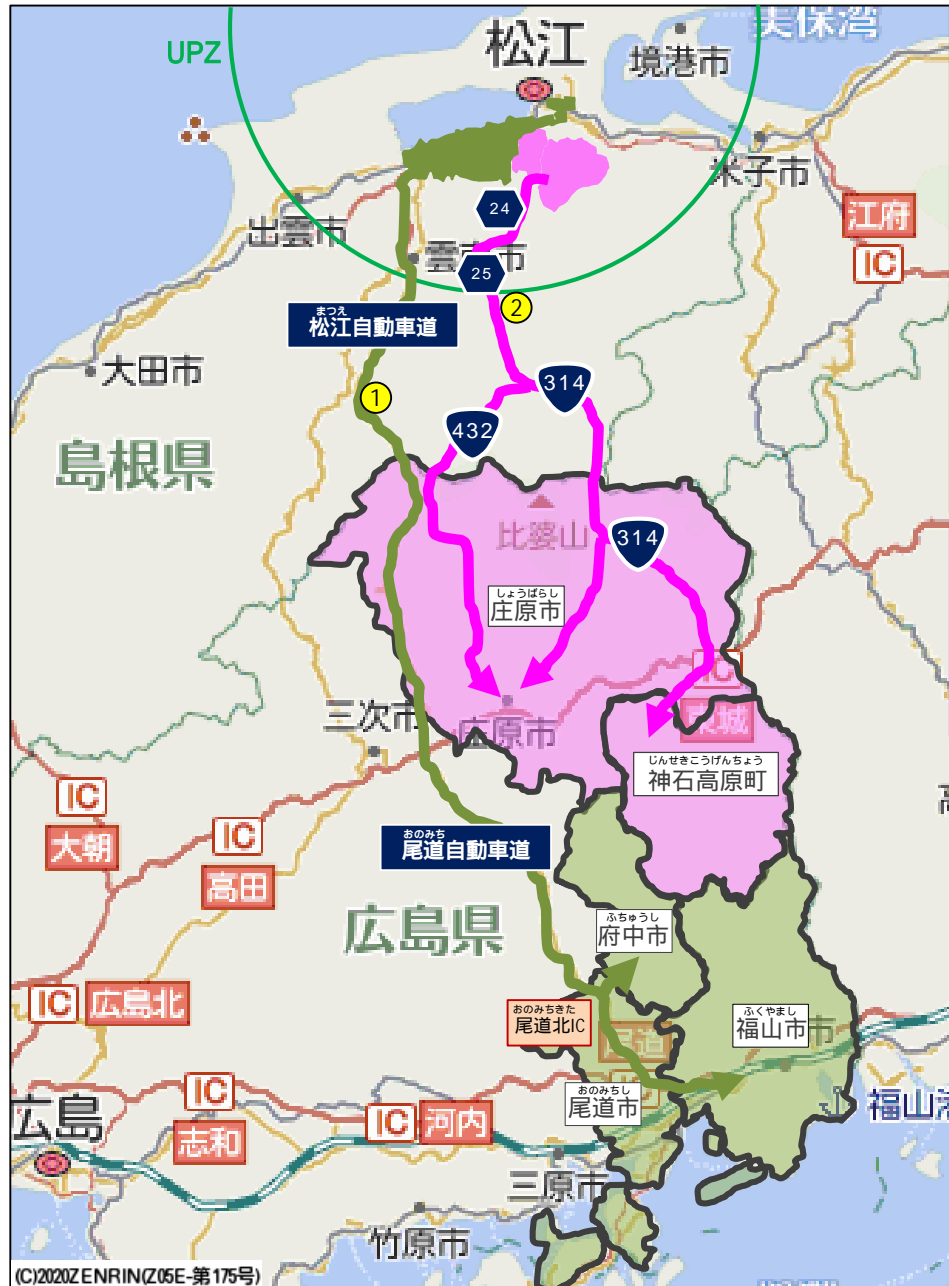 UPZ
松江
美保湾
境港市
米子市
江府
IC
出雲市
24
25
②
まつえ
松江自動車道
大田市
①
314
432
島根県
比婆山
314
しょうばらし
庄原市
IC
三次市
庄原市
東城
じんせきこうげんちょう
神石高原町
IC
大朝
IC
高田
おのみち
尾道自動車道
広島県
ふちゅうし
府中市
IC
広島北
おのみちきた
尾道北IC
尾道
ふくやまし
福山市
市
おのみちし
尾道市
IC
志和
IC
河内
広島
福山
三原市
竹原市
(C)2020ZENRIN(Z05E-第175号)